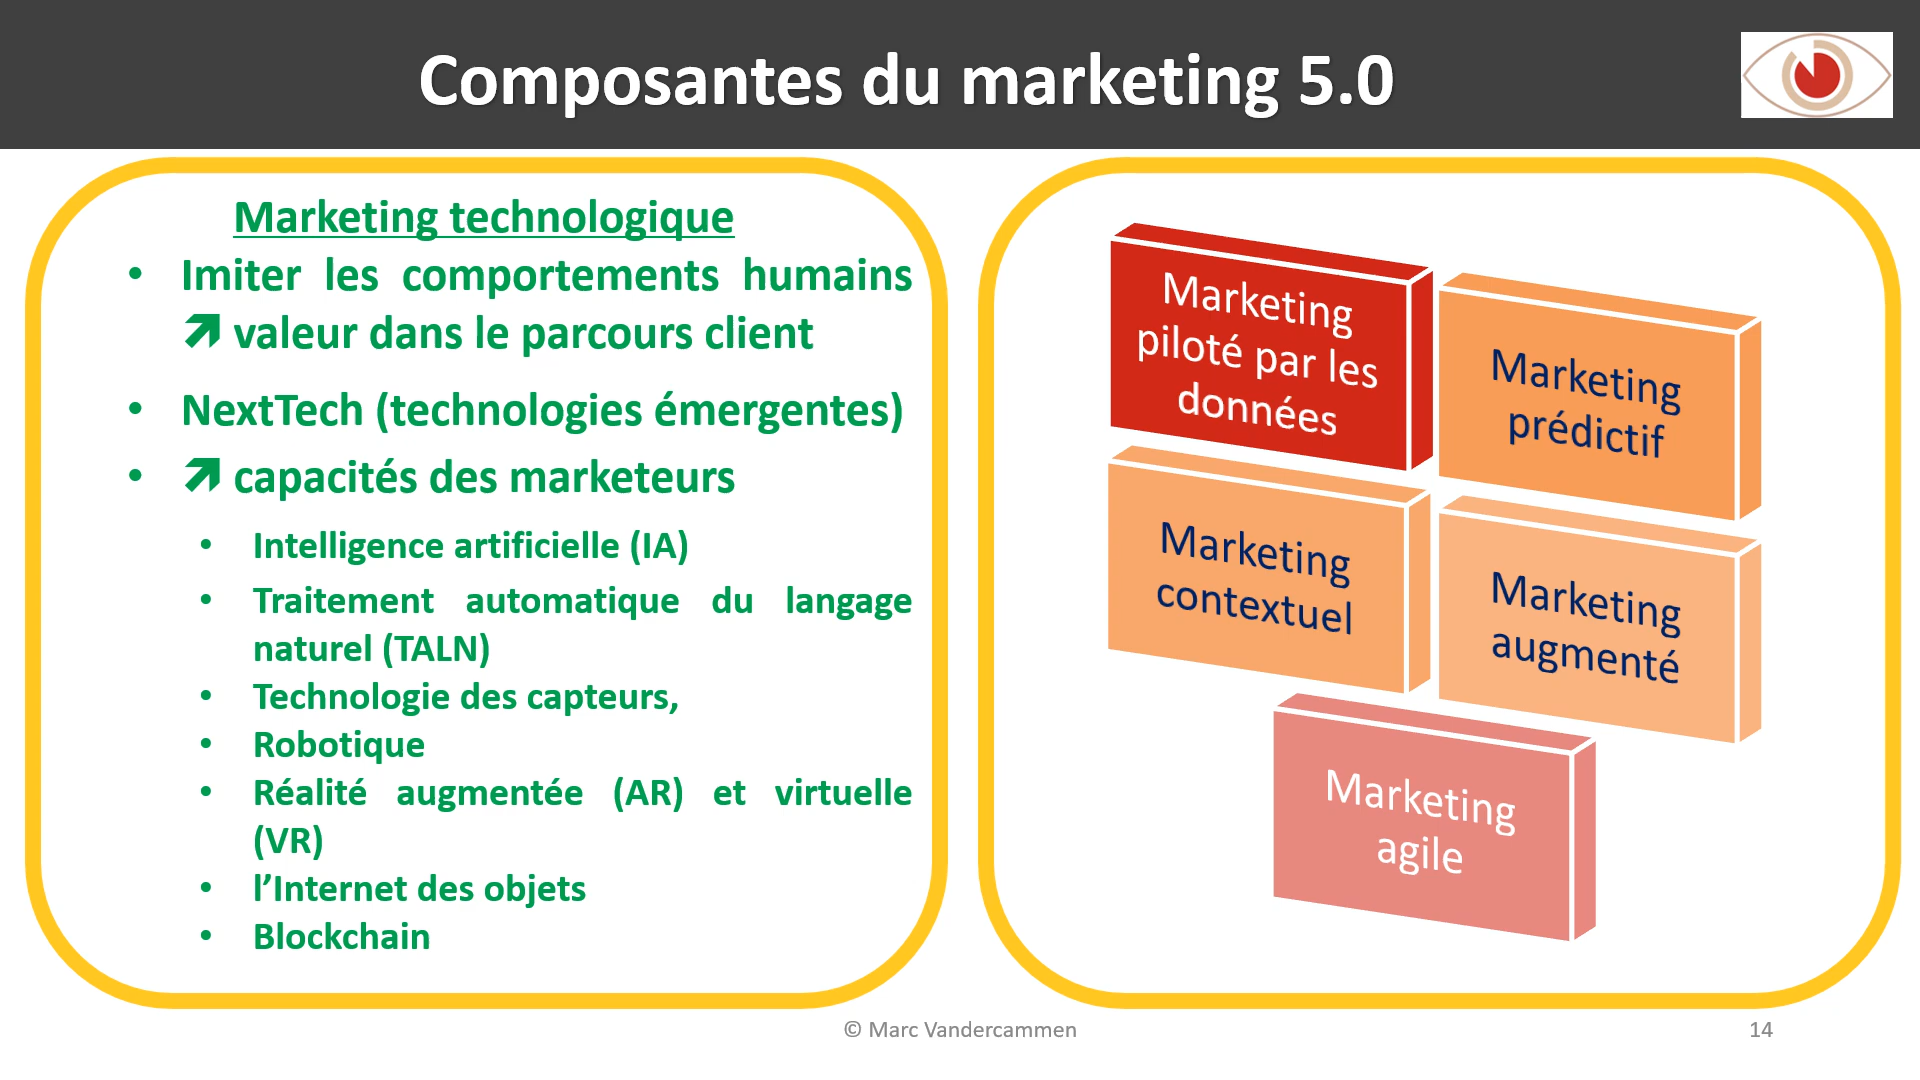 Composantes du marketing 5.0
Marketing technologique
• Imiter les comportements humains
🡽 valeur dans le parcours client
• NextTech (technologies émergentes)
• 🡽 capacités des marketeurs
• Intelligence artificielle (IA)
• Traitement automatique du langage
naturel (TALN)
• Technologie des capteurs,
• Robotique
• Réalité augmentée (AR) et virtuelle
(VR)
• l’Internet des objets
• Blockchain
Marketing
piloté par les
données
Marketing
prédictif
Marketing
contextuel
Marketing
augmenté
Marketing
agile
© Marc Vandercammen
14